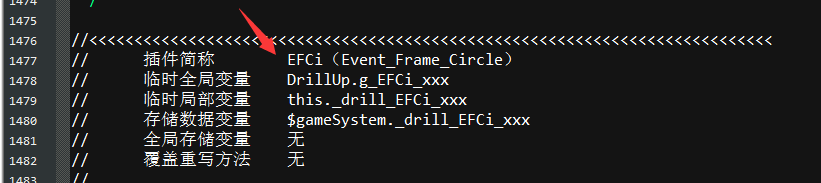 1474 /
1475
1476 //<<<<<<<<<<<<<<<<<<<<<<<<<<<<<<<<<<<<<<<<<<<<<<<<<<<<<<<<<<<<<<<<<<<<<<<<<<<<
1477 // 插件简称 EFCi（Event_Frame_Circle）
1478 // 临时全局变量 DrillUp.g_EFCi_xxx
1479 // 临时局部变量 this._drill_EFCi_xxx
1480 // 存储数据变量 $gameSystem._drill_EFCi_xxx
1481 // 全局存储变量 无
1482 // 覆盖重写方法 无
1483 //